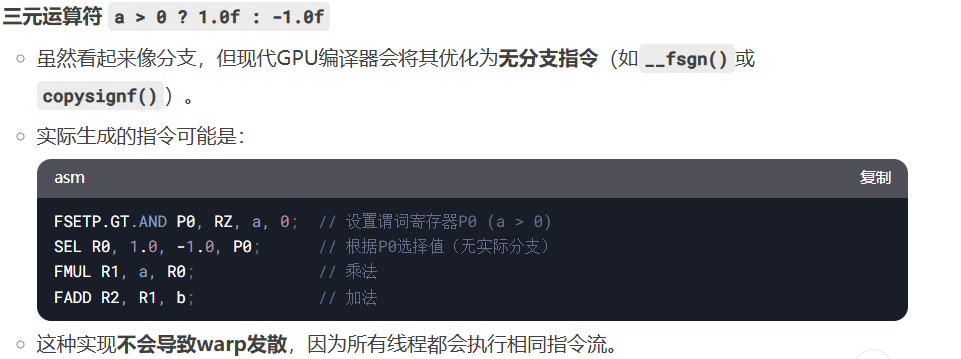 三元运算符 a > 0 ? 1.0f : -1.0f
虽然看起来像分支，但现代GPU编译器会将其优化为无分支指令（如 __fsgn() 或
copysignf() ）。
实际生成的指令可能是：
asm 复制
FSETP.GT.AND P0, RZ, a, 0;  // 设置谓词寄存器P0 (a > 0)
SEL R0, 1.0, -1.0, P0;      // 根据P0选择值（无实际分支）
FMUL R1, a, R0;             // 乘法
FADD R2, R1, b;             // 加法
这种实现不会导致warp发散，因为所有线程都会执行相同指令流。